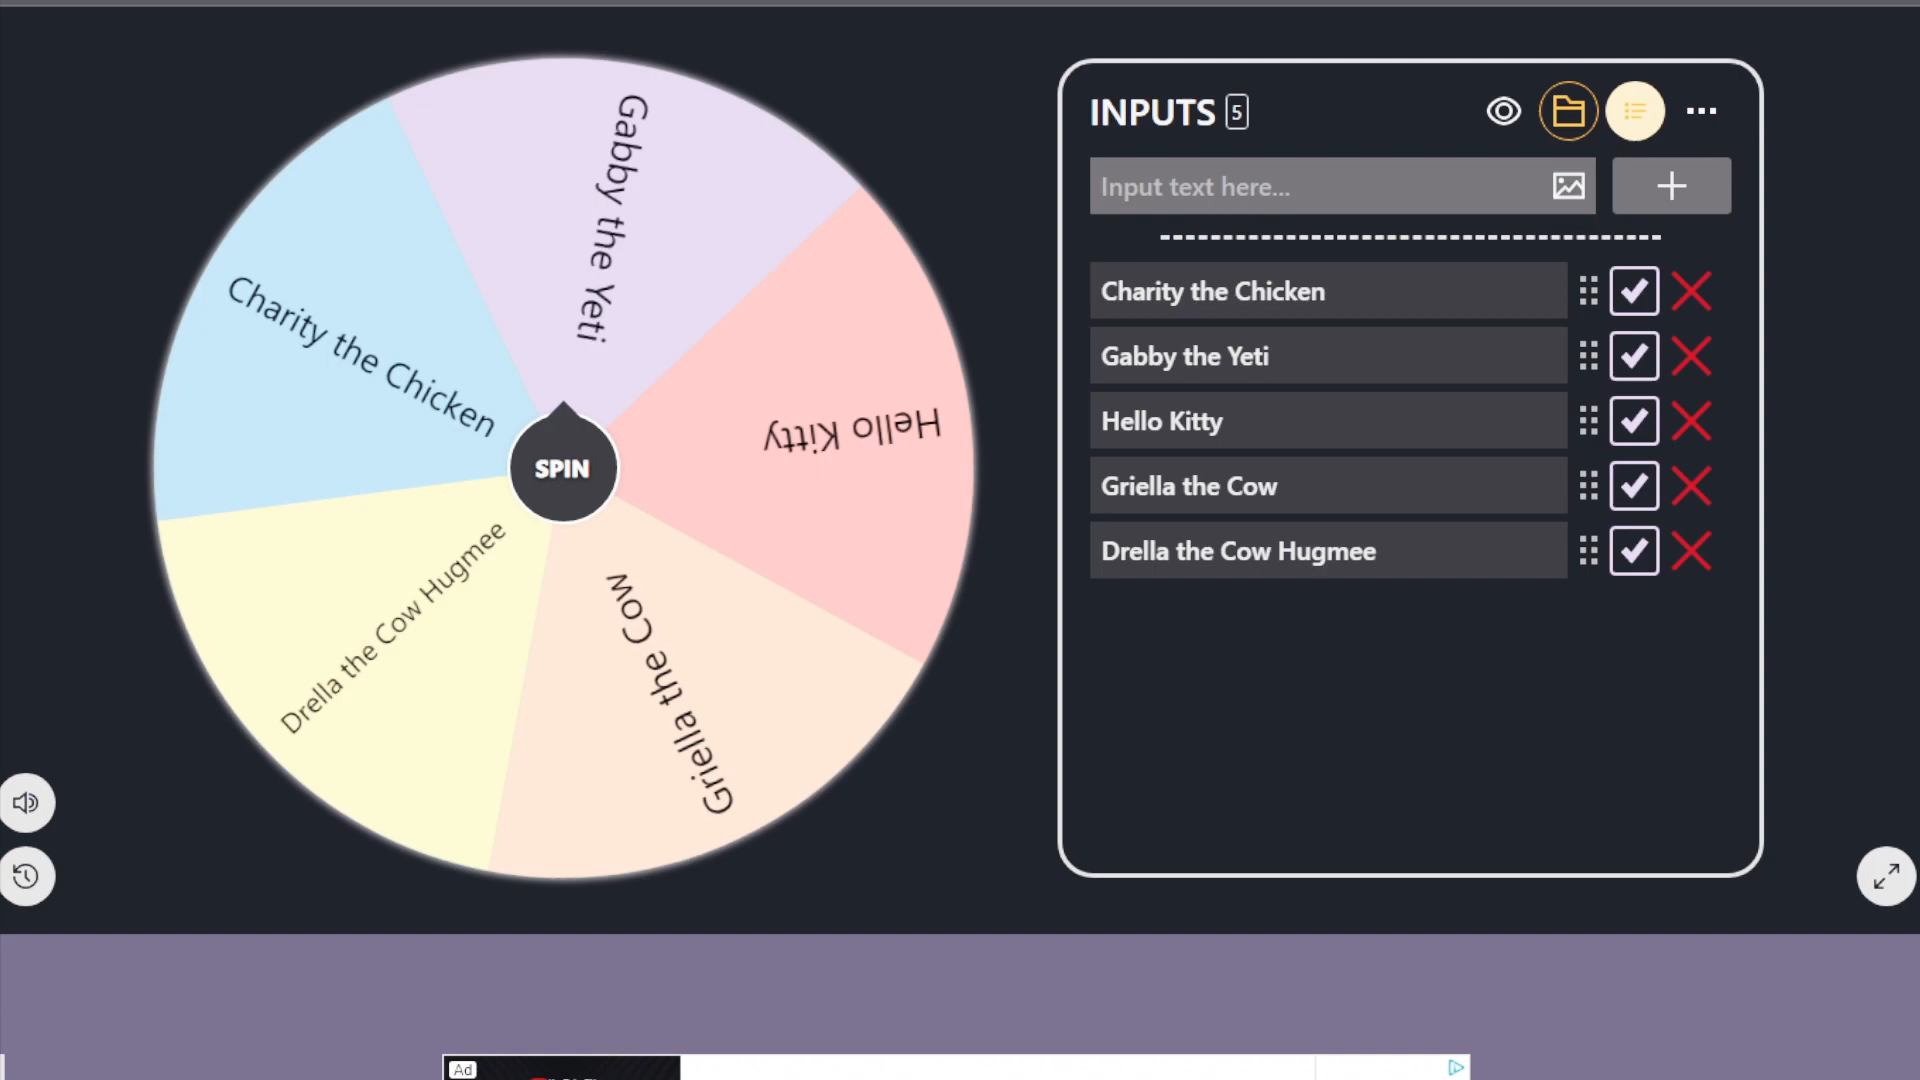 Gabby the Yeti
Charity the Chicken
Hello Kitty
SPIN
Drella the Cow Hugmee
Griella the Cow
INPUTS 5
Input text here...
Charity the Chicken
Gabby the Yeti
Hello Kitty
Griella the Cow
Drella the Cow Hugmee
Ad